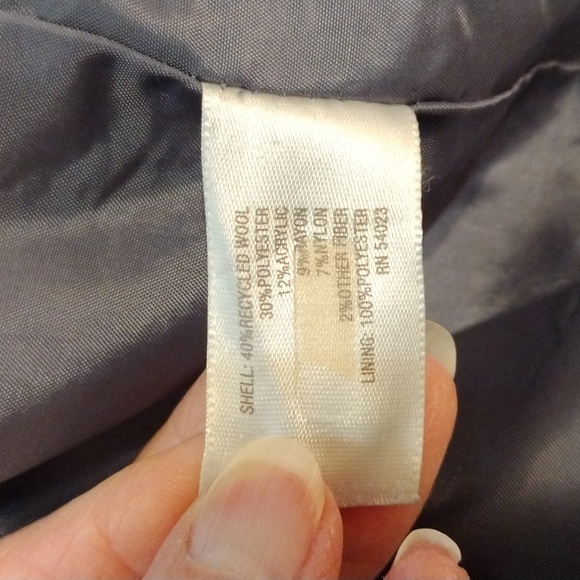 SHELL: 40%RECYCLED WOOL
30%POLYESTER
12%ACRYLIC
9%RAYON
7%NYLON
2%OTHER FIBER
LINING: 100%POLYESTER
RN 54023